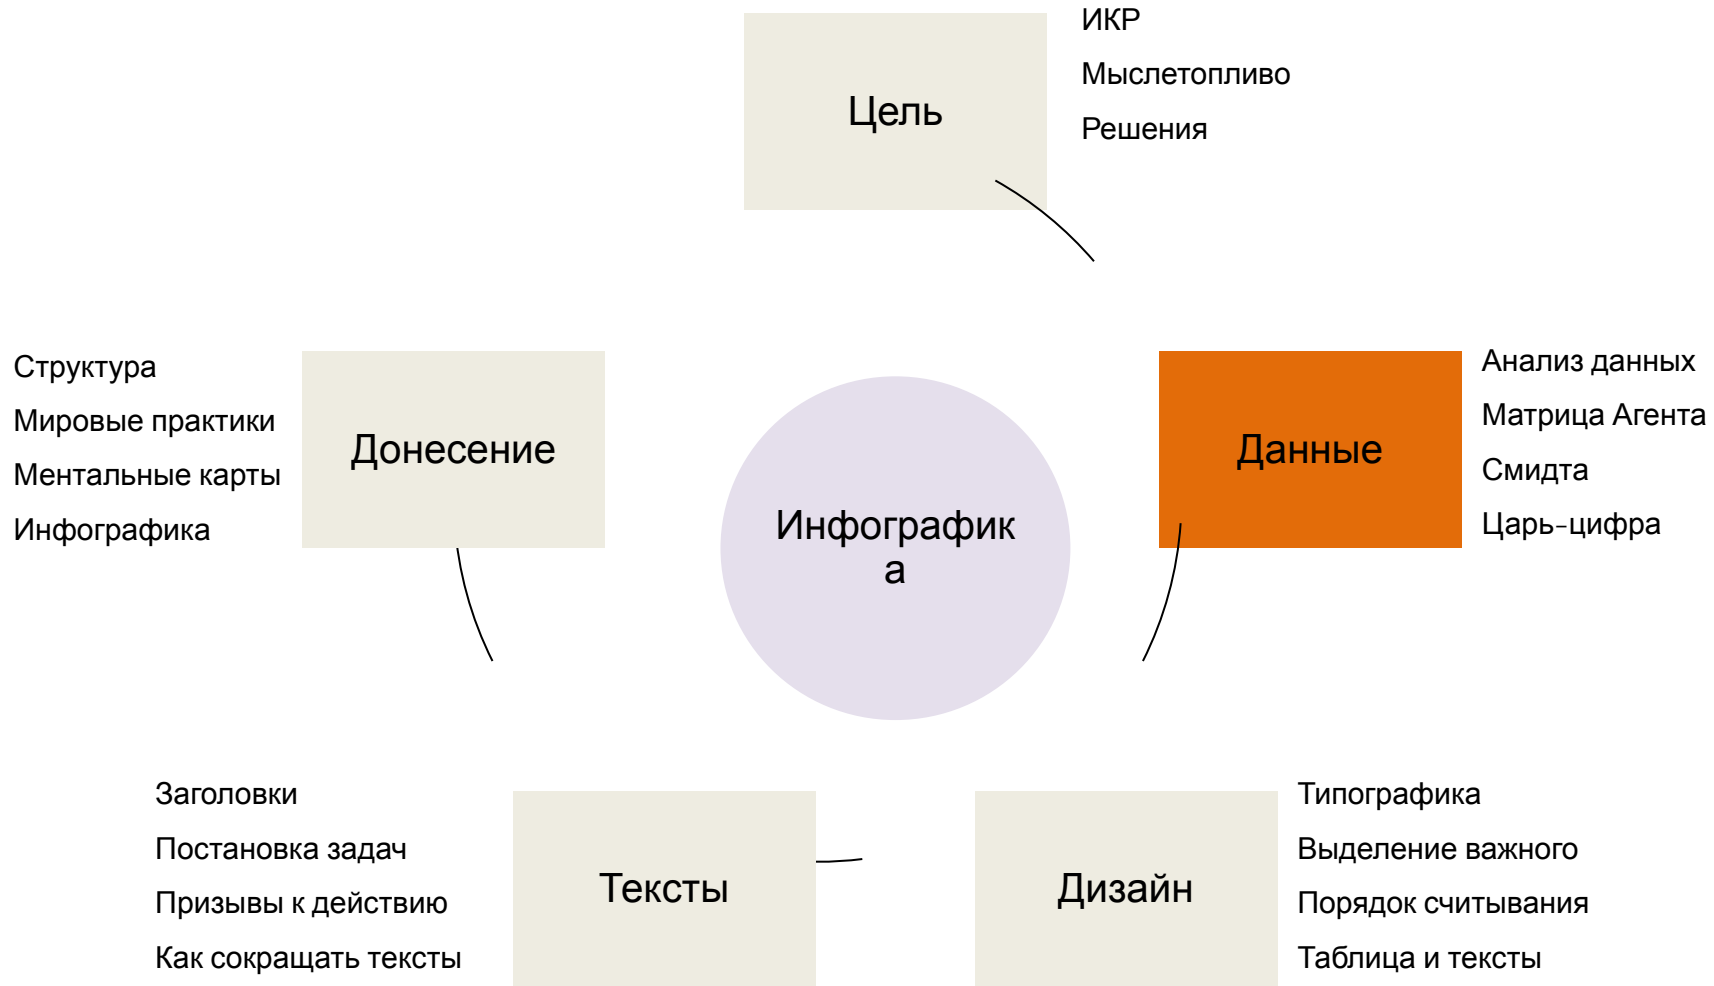 Цель
ИКР
Мыслетопливо
Решения
Данные
Анализ данных
Матрица Агента
Смидта
Царь-цифра
Дизайн
Типографика
Выделение важного
Порядок считывания
Таблица и тексты
Тексты
Заголовки
Постановка задач
Призывы к действию
Как сокращать тексты
Донесение
Структура
Мировые практики
Ментальные карты
Инфографика
Инфографик
а